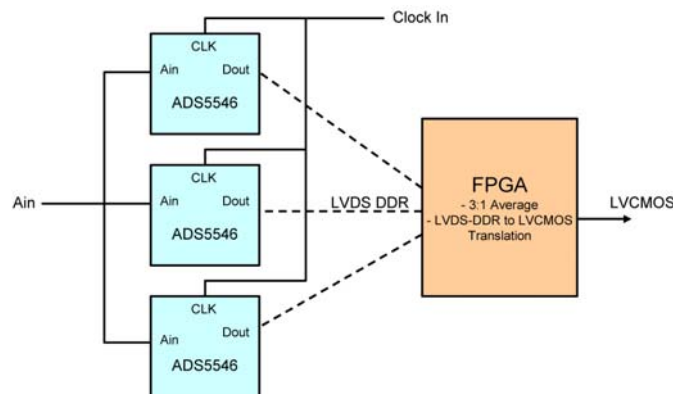 Clock In
CLK
Ain Dout
ADS5546
CLK
Ain Dout
ADS5546
CLK
Ain Dout
ADS5546
Ain
LVDS DDR
FPGA
- 3:1 Average
- LVDS-DDR to LVCMOS
Translation
LVCMOS